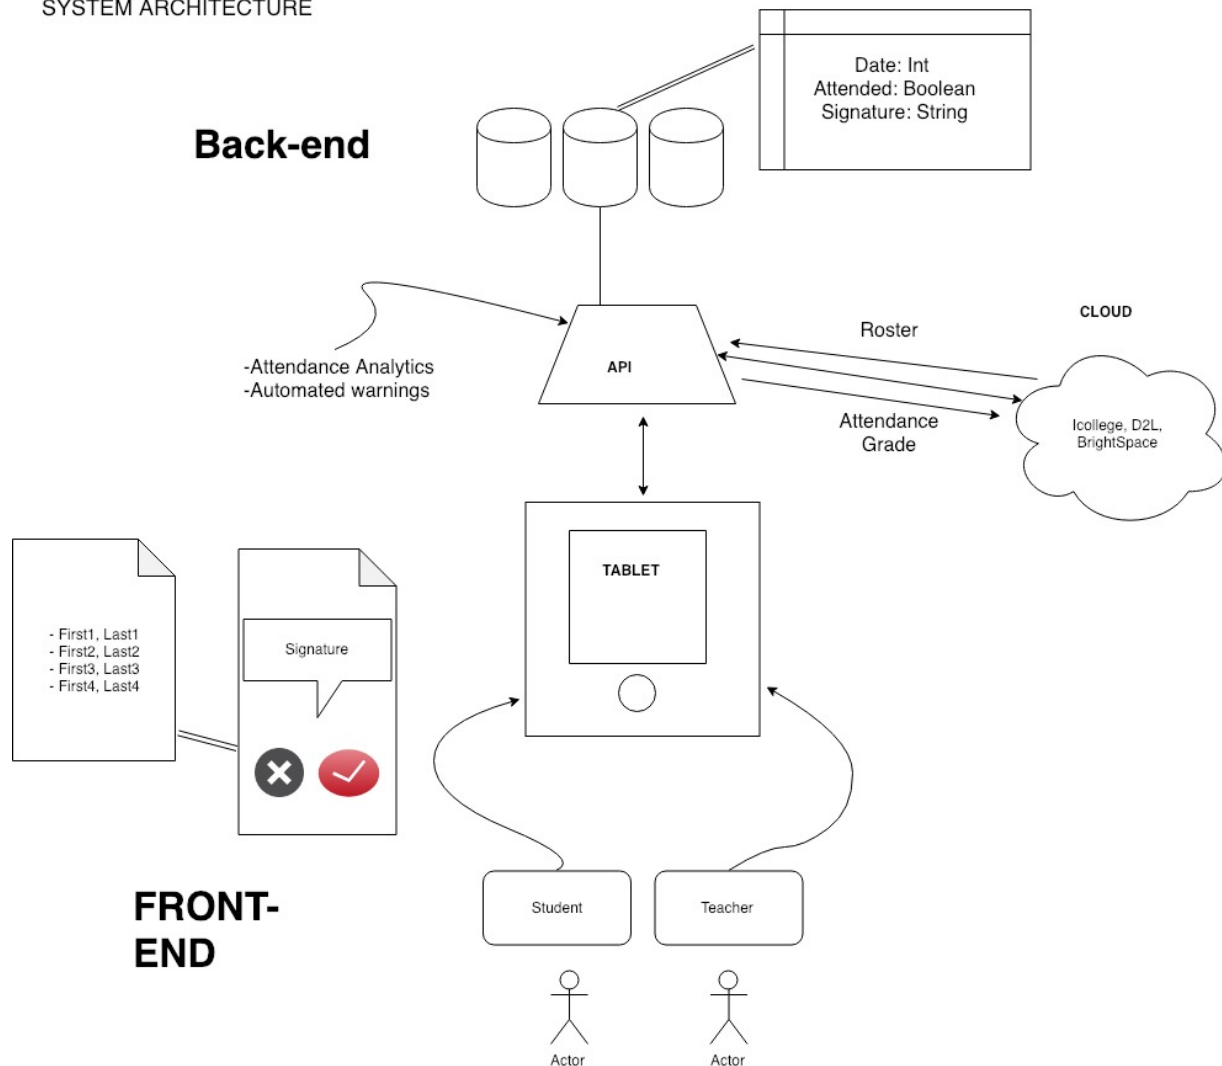 SYSTEM ARCHITECTURE
Date: Int
Attended: Boolean
Signature: String
Back-end
-Attendance Analytics
-Automated warnings
API
Roster
CLOUD
Attendance
Grade
Icollege, D2L,
BrightSpace
TABLET
- First1, Last1
- First2, Last2
- First3, Last3
- First4, Last4
Signature
FRONT-
END
Student
Teacher
Actor
Actor